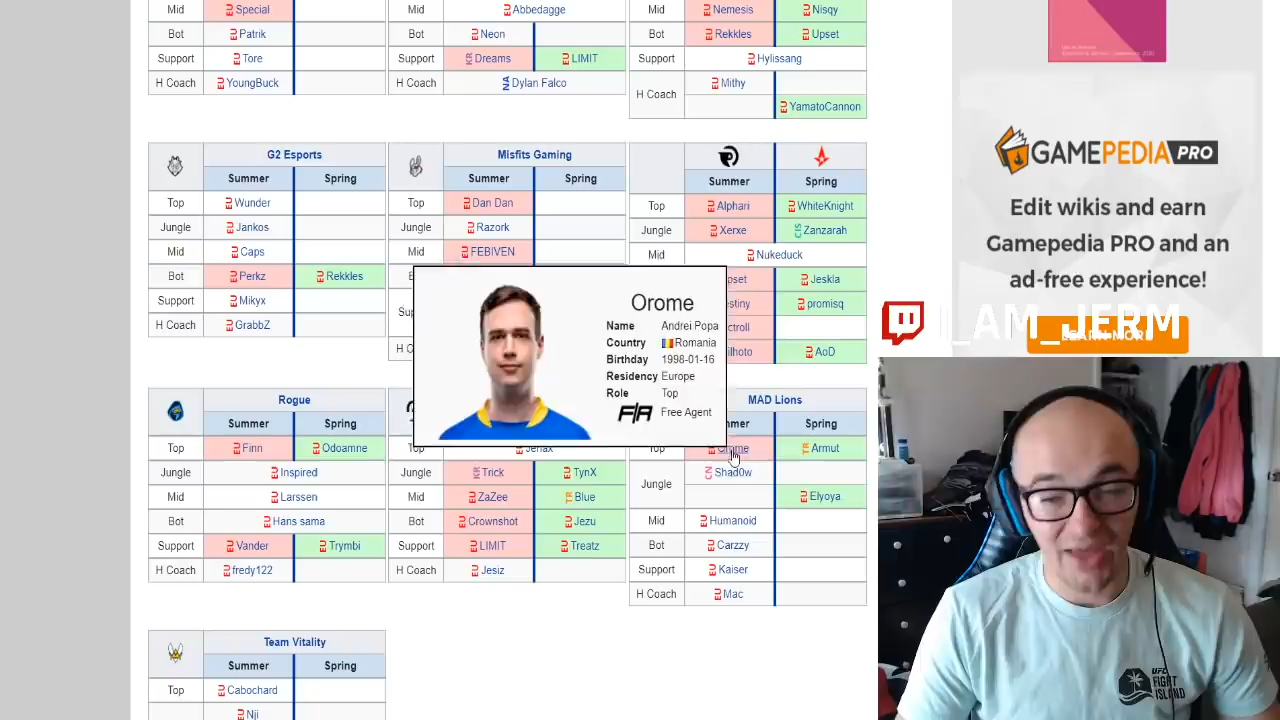 Mid Special
Bot Patrik
Support Tore
H Coach YoungBuck
Mid Abbedagge
Bot Neon
Support Dreams LIMIT
H Coach Dylan Falco
Mid Nemesis Nisqy
Bot Rekkles Upset
Support Hylissang
H Coach Mithy
YamatoCannon
G2 Esports
Summer Spring
Top Wunder
Jungle Jankos
Mid Caps
Bot Perkz Rekkles
Support Mikyx
H Coach GrabbZ
Misfits Gaming
Summer Spring
Top Dan Dan
Jungle Razork
Mid FEBIVEN
Summer Spring
Top Alphari WhiteKnight
Jungle Xerxe Zanzarah
Mid Nukeduck
Jeskla
promisq
AoD
Orome
Name Andrei Popa
Country Romania
Birthday 1998-01-16
Residency Europe
Role Top
F/A Free Agent
Rogue
Summer Spring
Top Finn Odoamne
Jungle Inspired
Mid Larssen
Bot Hans sama
Support Vander Trymbi
H Coach fredy122
Jungle Trick TynX
Mid ZaZee Blue
Bot Crownshot Jezu
Support LIMIT Treatz
H Coach Jesiz
MAD Lions
Spring
Top Orome Armut
Jungle Shad0w
Elyoya
Mid Humanoid
Bot Carzzy
Support Kaiser
H Coach Mac
Team Vitality
Summer Spring
Top Cabochard
Nji
GAMEPEDIA PRO
Edit wikis and earn
Gamepedia PRO and an
ad-free experience!
I_AM_JERM
UFC
FIGHT
ISLAND